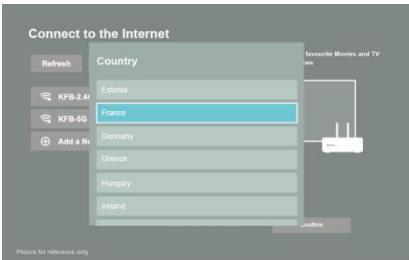 Connect to the Internet
favourite Movies and TV
Refresh
Country
KFB-2.4
Estonia
France
KFB-5G
Germany
Add a Ne
Greece
Hungary
Ireland
Confirm
Picture for reference only